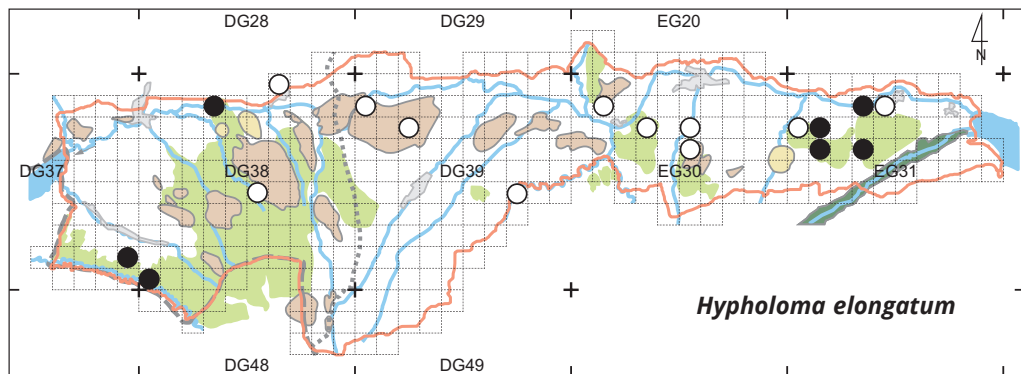 DG28 DG29 EG20
N
DG37 DG38 DG39 EG30 EG31
Hypholoma elongatum
DG48 DG49